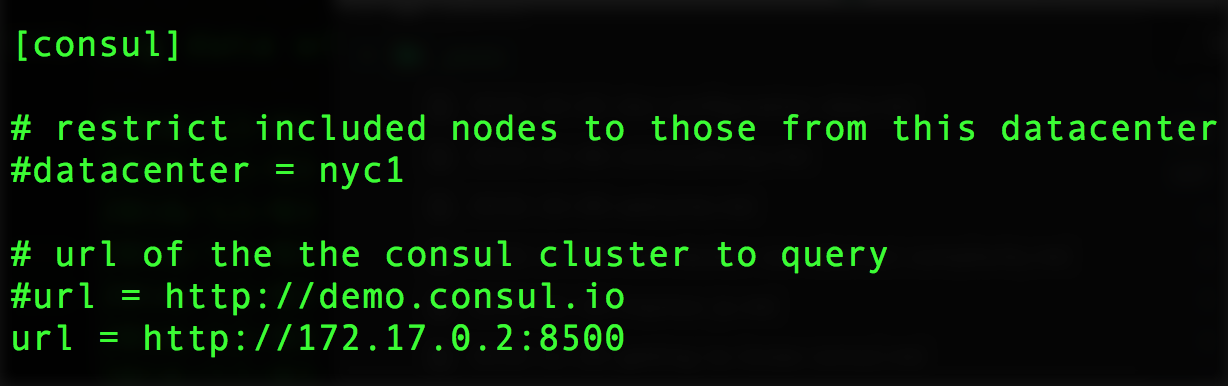 [consul]
# restrict included nodes to those from this datacenter
#datacenter = nyc1
# url of the the consul cluster to query
#url = http://demo.consul.io
url = http://172.17.0.2:8500